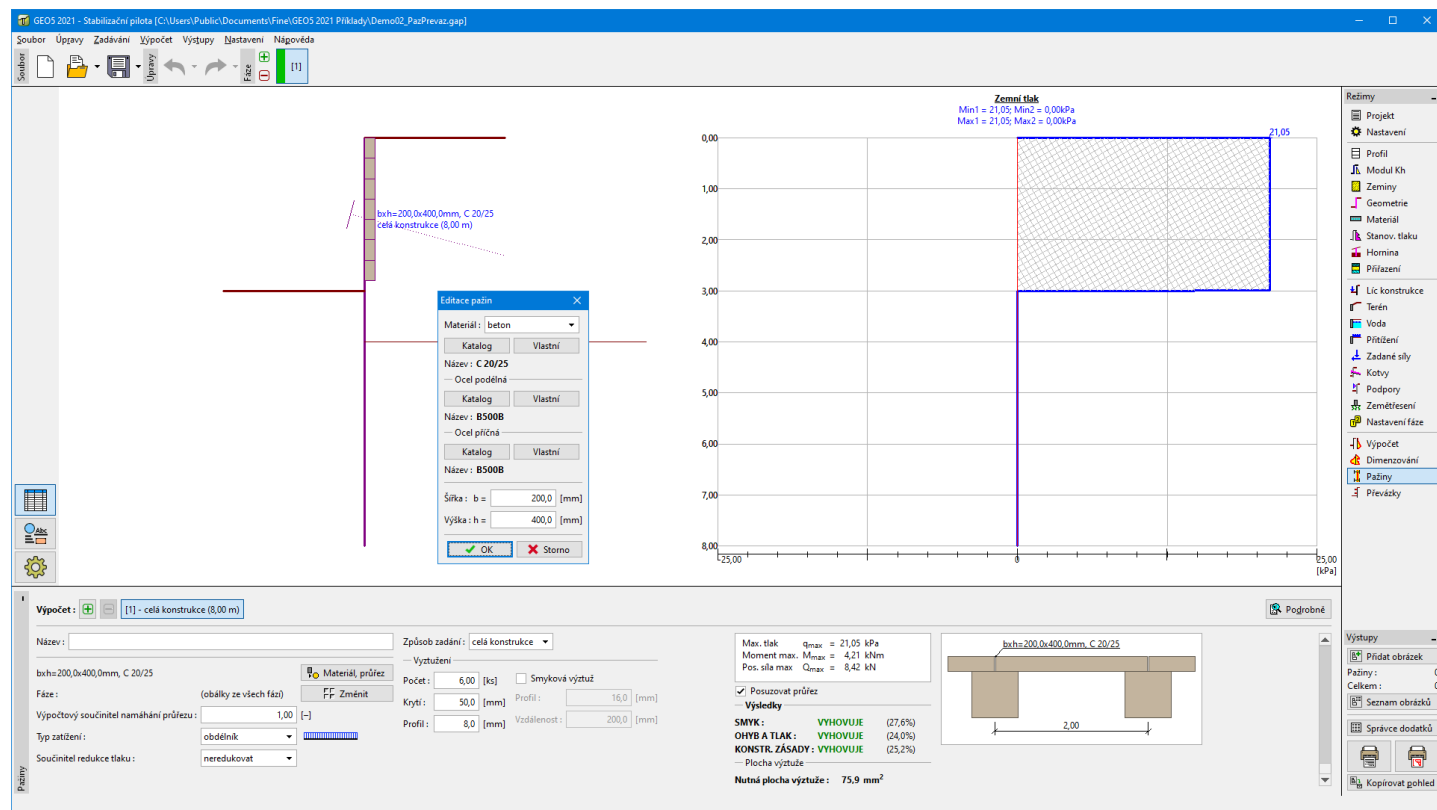 GEO5 2021 - Stabilizační pilota [C:\Users\Public\Documents\Fine\GEO5 2021 Příklady\Demo02_PazPrevaz.gap]
Soubor Úpravy Zadávání Výpočet Výstupy Nastavení Nápověda
Soubor
Úpravy
Fáze
[1]
Zemní tlak
Min1 = 21,05; Min2 = 0,00kPa
Max1 = 21,05; Max2 = 0,00kPa
21,05
0,00
1,00
2,00
3,00
4,00
5,00
6,00
7,00
8,00
-25,00
0
25,00
[kPa]
bxh=200,0x400,0mm, C 20/25
celá konstrukce (8,00 m)
Editace pažin
Materiál : beton
Katalog Vlastní
Název : C 20/25
Ocel podélná
Katalog Vlastní
Název : B500B
Ocel příčná
Katalog Vlastní
Název : B500B
Šířka : b = 200,0 [mm]
Výška : h = 400,0 [mm]
OK Storno
Režimy
Projekt
Nastavení
Profil
Modul Kh
Zeminy
Geometrie
Materiál
Stanov. tlaku
Hornina
Přiřazení
Líc konstrukce
Terén
Voda
Přitížení
Zadané síly
Kotvy
Podpory
Zemětřesení
Nastavení fáze
Výpočet
Dimenzování
Pažiny
Převázky
Abc
Výpočet : [1] - celá konstrukce (8,00 m)
Podrobně
Název :
bxh=200,0x400,0mm, C 20/25
Materiál, průřez
Fáze : (obálky ze všech fází)
Změnit
Výpočtový součinitel namáhání průřezu : 1,00 [–]
Typ zatížení : obdélník
Součinitel redukce tlaku : neredukovat
Pažiny
Způsob zadání : celá konstrukce
Vyztužení
Počet : 6,00 [ks]
Krytí : 50,0 [mm]
Profil : 8,0 [mm]
Smyková výztuž
Profil : 16,0 [mm]
Vzdálenost : 200,0 [mm]
Max. tlak qmax = 21,05 kPa
Moment max. Mmax = 4,21 kNm
Pos. síla max Qmax = 8,42 kN
Posuzovat průřez
Výsledky
SMYK : VYHOVUJE (27,6%)
OHYB A TLAK : VYHOVUJE (24,0%)
KONSTR. ZÁSADY : VYHOVUJE (25,2%)
Plocha výztuže
Nutná plocha výztuže : 75,9 mm2
bxh=200,0x400,0mm, C 20/25
2,00
Výstupy
Přidat obrázek
Pažiny :
Celkem :
Seznam obrázků
Správce dodatků
Kopírovat pohled